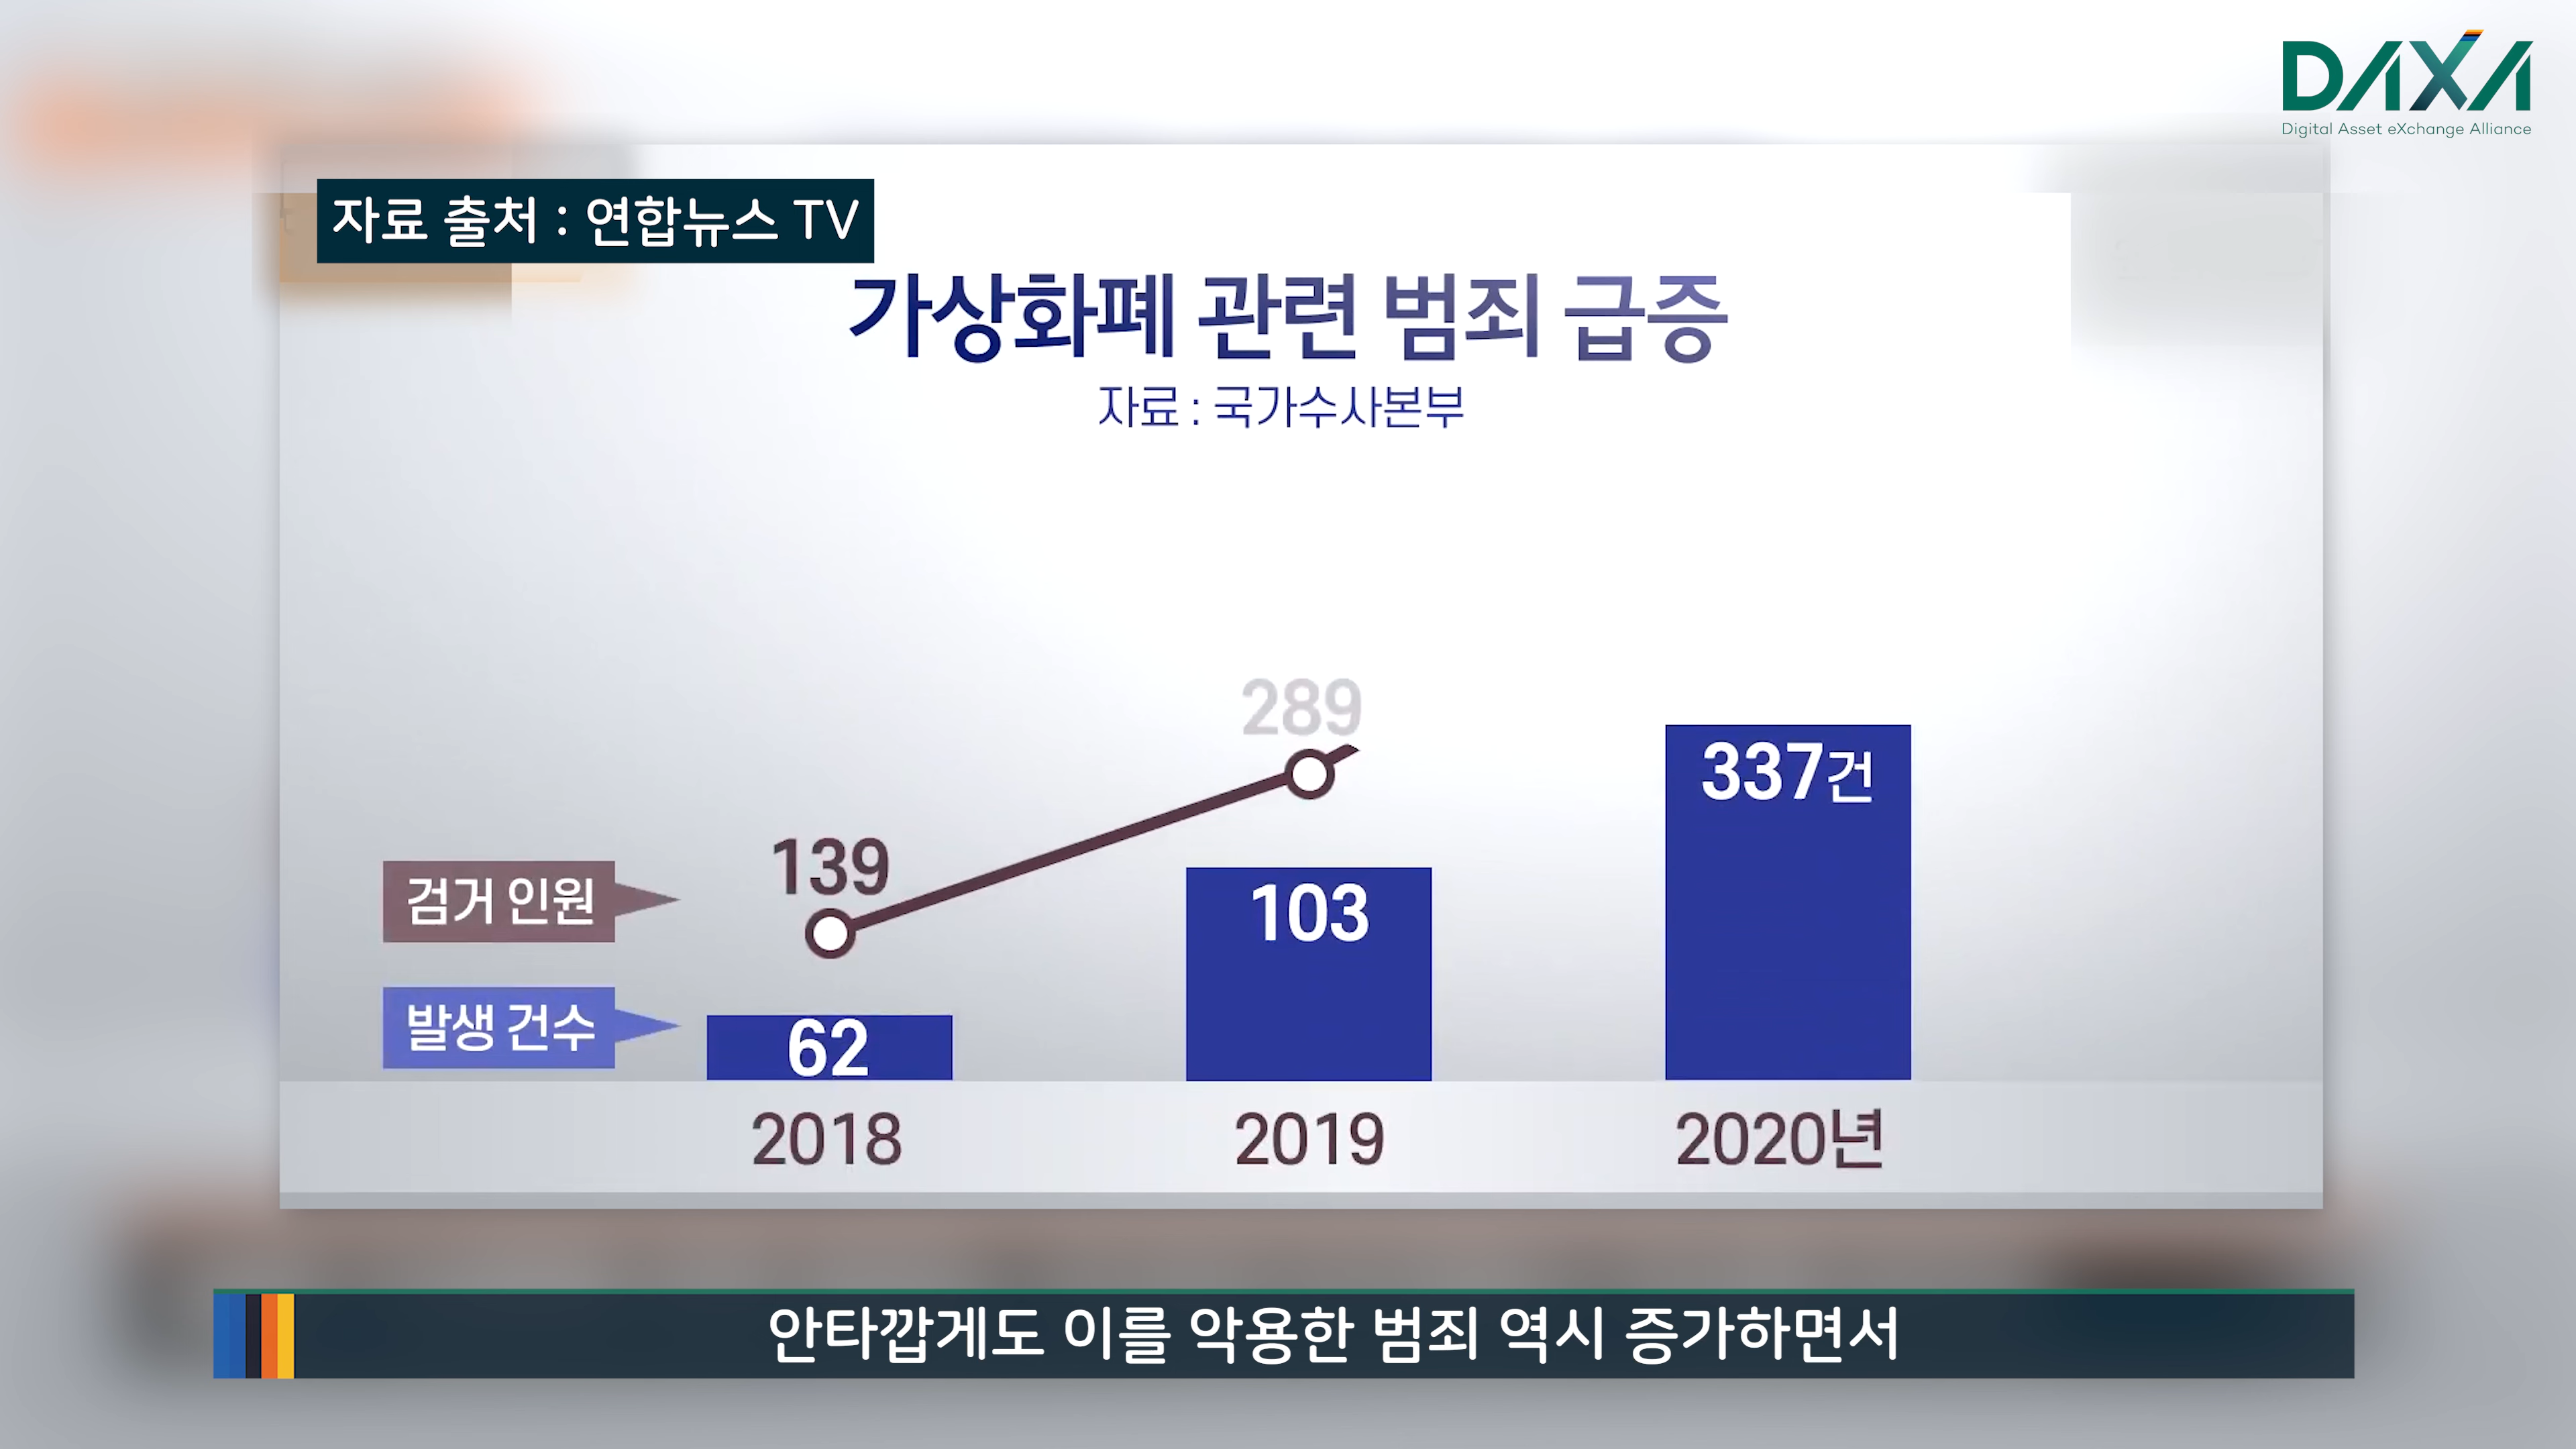 DAXA
Digital Asset eXchange Alliance
자료 출처 : 연합뉴스 TV
가상화폐 관련 범죄 급증
자료 : 국가수사본부
289
337건
139
103
검거 인원
발생 건수
62
2018
2019
2020년
안타깝게도 이를 악용한 범죄 역시 증가하면서